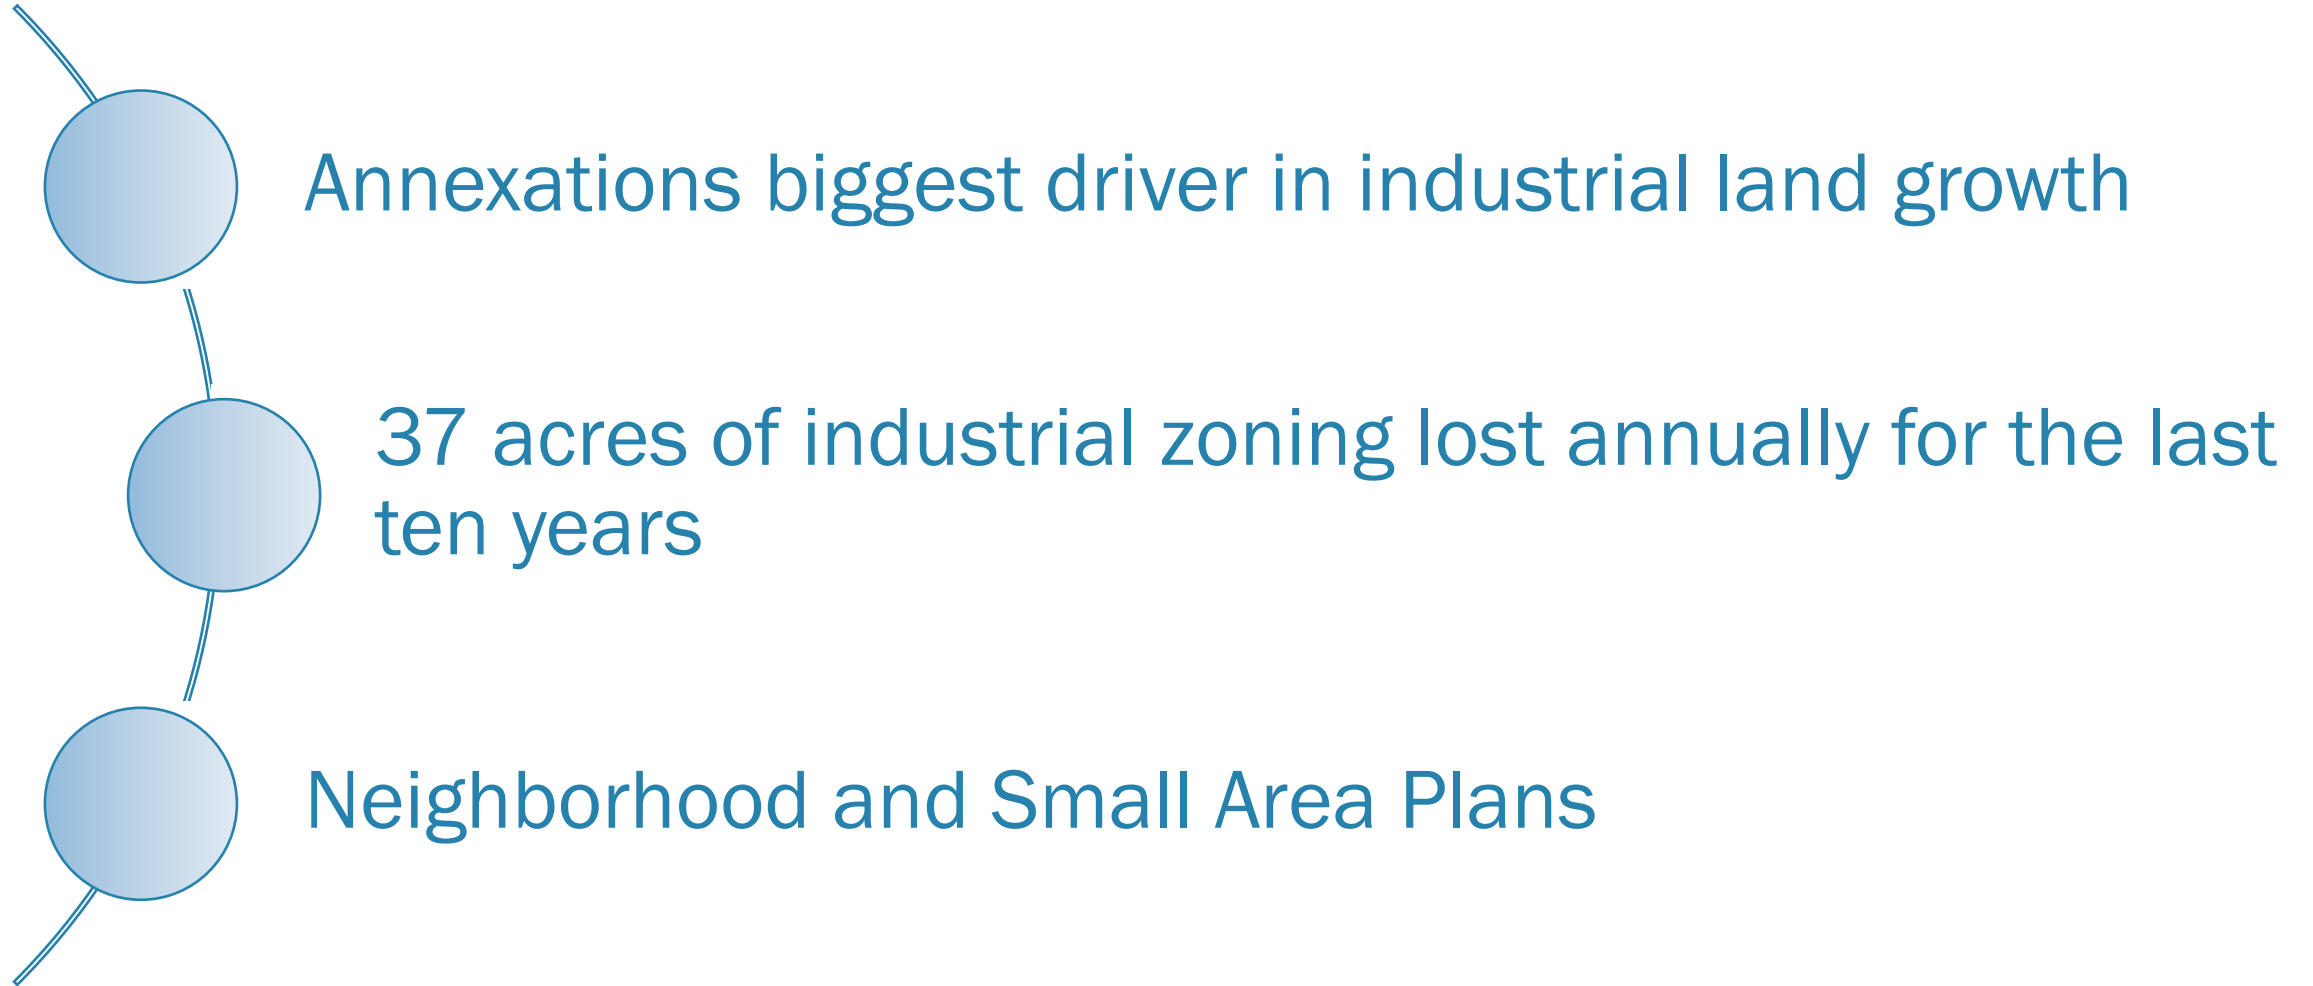 Annexations biggest driver in industrial land growth
37 acres of industrial zoning lost annually for the last
ten years
Neighborhood and Small Area Plans